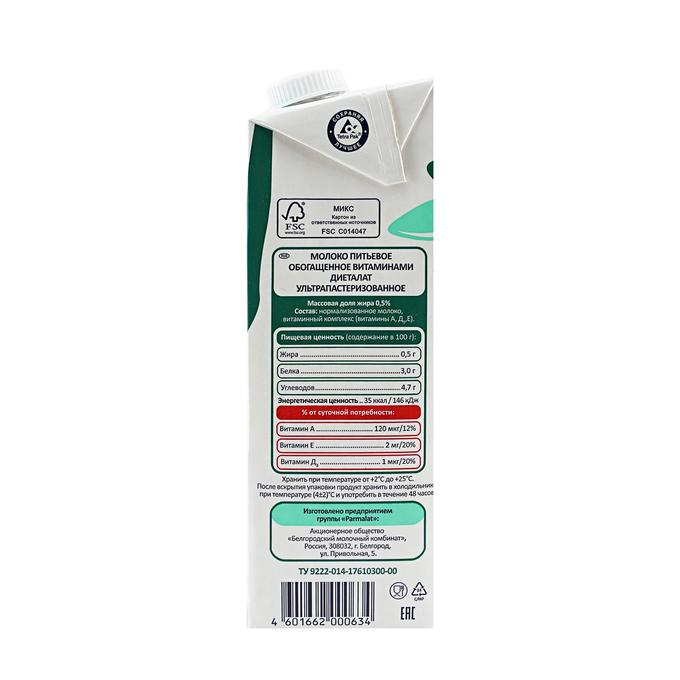 СОХРАНЯЕТ
Tetra Pak
ЛУЧШЕЕ
FSC
www.fsc.org
МИКС
Картон из
ответственных источников
FSC C014047
RUS
МОЛОКО ПИТЬЕВОЕ
ОБОГАЩЕННОЕ ВИТАМИНАМИ
ДИЕТАЛАТ
УЛЬТРАПАСТЕРИЗОВАННОЕ
Массовая доля жира 0,5%
Состав: нормализованное молоко,
витаминный комплекс (витамины А, Д3, Е).
Пищевая ценность (содержание в 100 г):
Жира 0,5 г
Белка 3,0 г
Углеводов 4,7 г
Энергетическая ценность .. 35 ккал / 146 кДж
% от суточной потребности:
Витамин А 120 мкг/12%
Витамин Е 2 мг/20%
Витамин Д3 1 мкг/20%
Хранить при температуре от +2°С до +25°С.
После вскрытия упаковки продукт хранить в холодильник
при температуре (4±2)°С и употребить в течение 48 часов
Изготовлено предприятием
группы «Parmalat»:
Акционерное общество
«Белгородский молочный комбинат»,
Россия, 308032, г. Белгород,
ул. Привольная, 5.
ТУ 9222-014-17610300-00
4 601662 000634
C/PAP
EAC